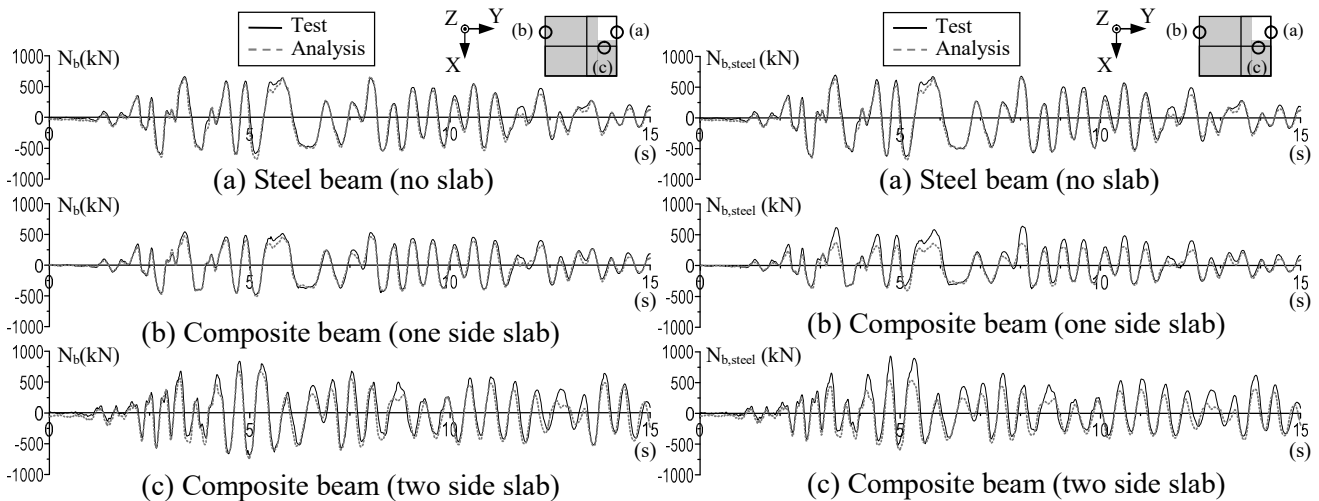 Test
Analysis
Z
Y
X
(b)
(a)
(c)
1000
500
0
-500
-1000
N_b(kN)
0
5
10
15
(s)
(a) Steel beam (no slab)
1000
500
0
-500
-1000
N_b(kN)
0
5
10
15
(s)
(b) Composite beam (one side slab)
1000
500
0
-500
-1000
N_b(kN)
0
5
10
15
(s)
(c) Composite beam (two side slab)
Test
Analysis
Z
Y
X
(b)
(a)
(c)
1000
500
0
-500
-1000
N_b,steel (kN)
0
5
10
15
(s)
(a) Steel beam (no slab)
1000
500
0
-500
-1000
N_b,steel (kN)
0
5
10
15
(s)
(b) Composite beam (one side slab)
1000
500
0
-500
-1000
N_b,steel (kN)
0
5
10
15
(s)
(c) Composite beam (two side slab)